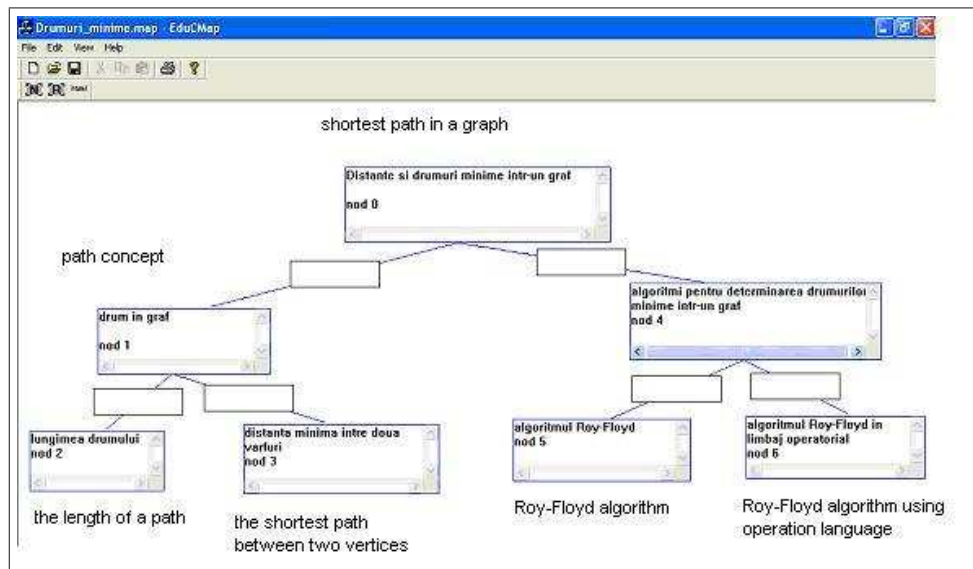 Drumuri_minime.map - EduCMap
File Edit View Help
shortest path in a graph
Distante si drumuri minime intr-un graf
nod 0
path concept
drum in graf
nod 1
algoritmi pentru determinarea drumurilor
minime intr-un graf
nod 4
lungimea drumului
nod 2
distanta minima intre doua
varfuri
nod 3
algoritmul Roy-Floyd
nod 5
algoritmul Roy-Floyd in
limbaj operatorial
nod 6
the length of a path
the shortest path
between two vertices
Roy-Floyd algorithm
Roy-Floyd algorithm using
operation language